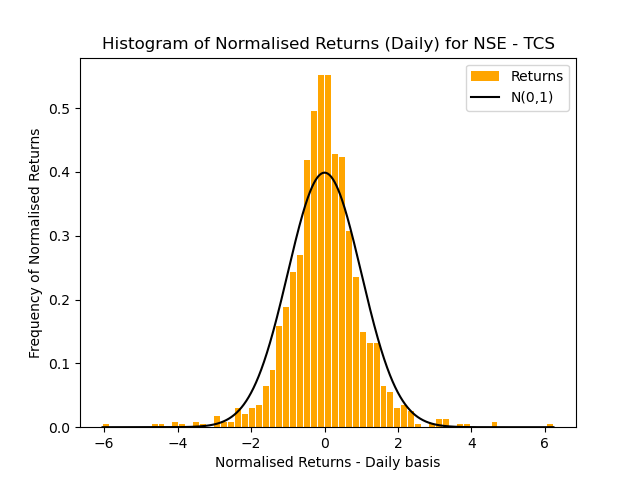 Histogram of Normalised Returns (Daily) for NSE - TCS
Returns
N(0,1)
Frequency of Normalised Returns
0.5
0.4
0.3
0.2
0.1
0.0
−6 −4 −2 0 2 4 6
Normalised Returns - Daily basis